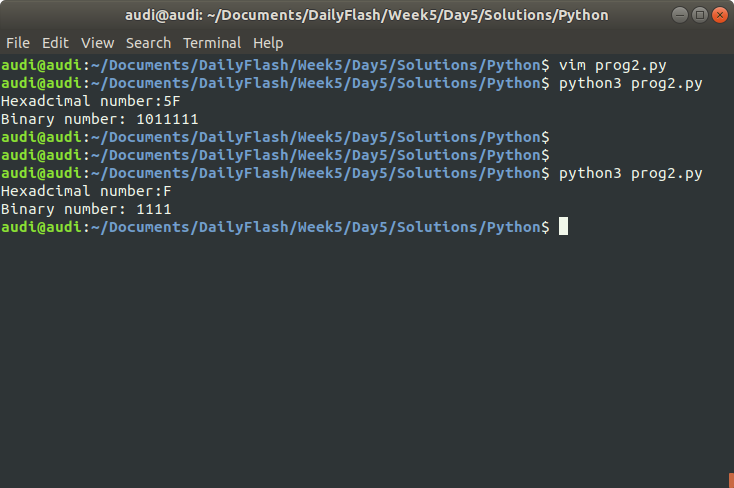 audi@audi: ~/Documents/DailyFlash/Week5/Day5/Solutions/Python
File Edit View Search Terminal Help
audi@audi:~/Documents/DailyFlash/Week5/Day5/Solutions/Python$ vim prog2.py
audi@audi:~/Documents/DailyFlash/Week5/Day5/Solutions/Python$ python3 prog2.py
Hexadcimal number:5F
Binary number: 1011111
audi@audi:~/Documents/DailyFlash/Week5/Day5/Solutions/Python$
audi@audi:~/Documents/DailyFlash/Week5/Day5/Solutions/Python$
audi@audi:~/Documents/DailyFlash/Week5/Day5/Solutions/Python$ python3 prog2.py
Hexadcimal number:F
Binary number: 1111
audi@audi:~/Documents/DailyFlash/Week5/Day5/Solutions/Python$